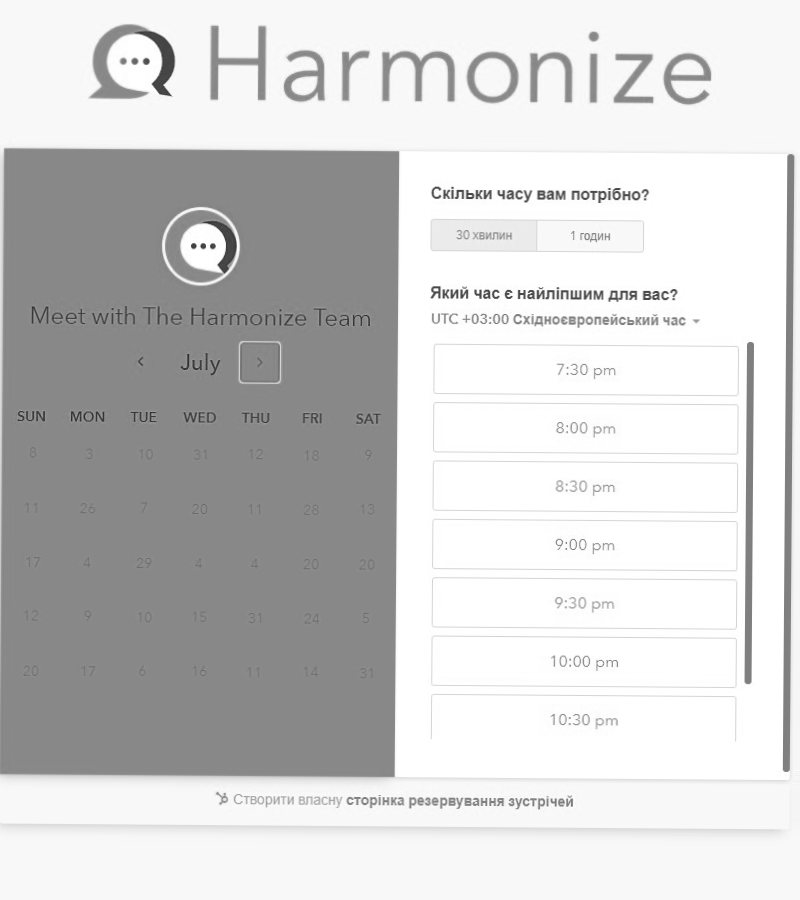 Harmonize
Meet with The Harmonize Team
July
SUN MON TUE WED THU FRI SAT
8 3 10 31 12 18 9
11 26 7 20 11 28 13
17 4 29 4 4 20 20
12 9 10 15 31 24 5
20 17 6 16 11 14 31
Скільки часу вам потрібно?
30 хвилин 1 годин
Який час є найліпшим для вас?
UTC +03:00 Східноєвропейський час
7:30 pm
8:00 pm
8:30 pm
9:00 pm
9:30 pm
10:00 pm
10:30 pm
Створити власну сторінка резервування зустрічей